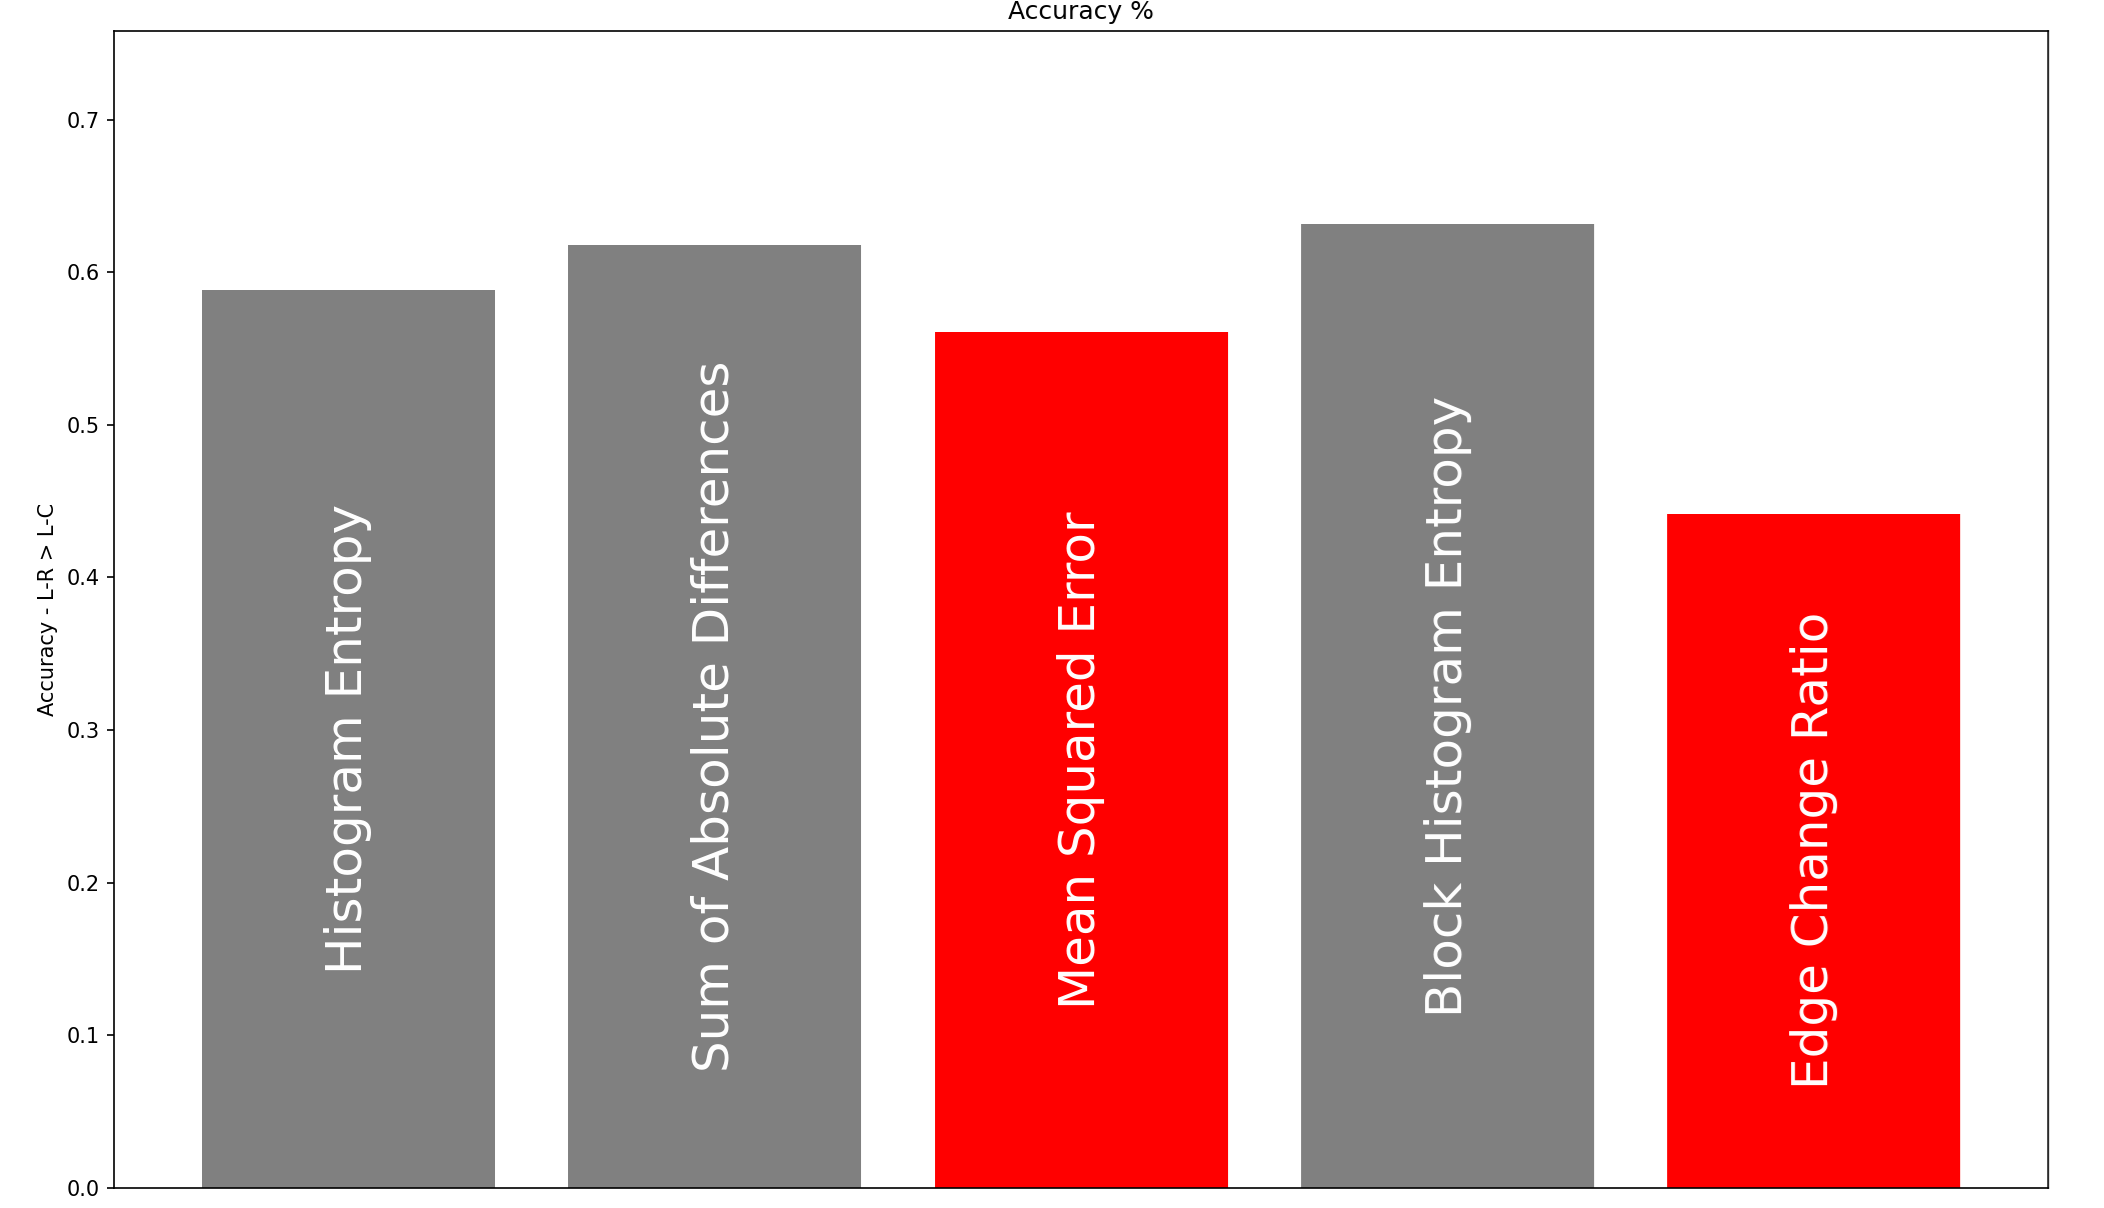 Accuracy %
Accuracy - L-R > L-C
0.7
0.6
0.5
0.4
0.3
0.2
0.1
0.0
Histogram Entropy
Sum of Absolute Differences
Mean Squared Error
Block Histogram Entropy
Edge Change Ratio